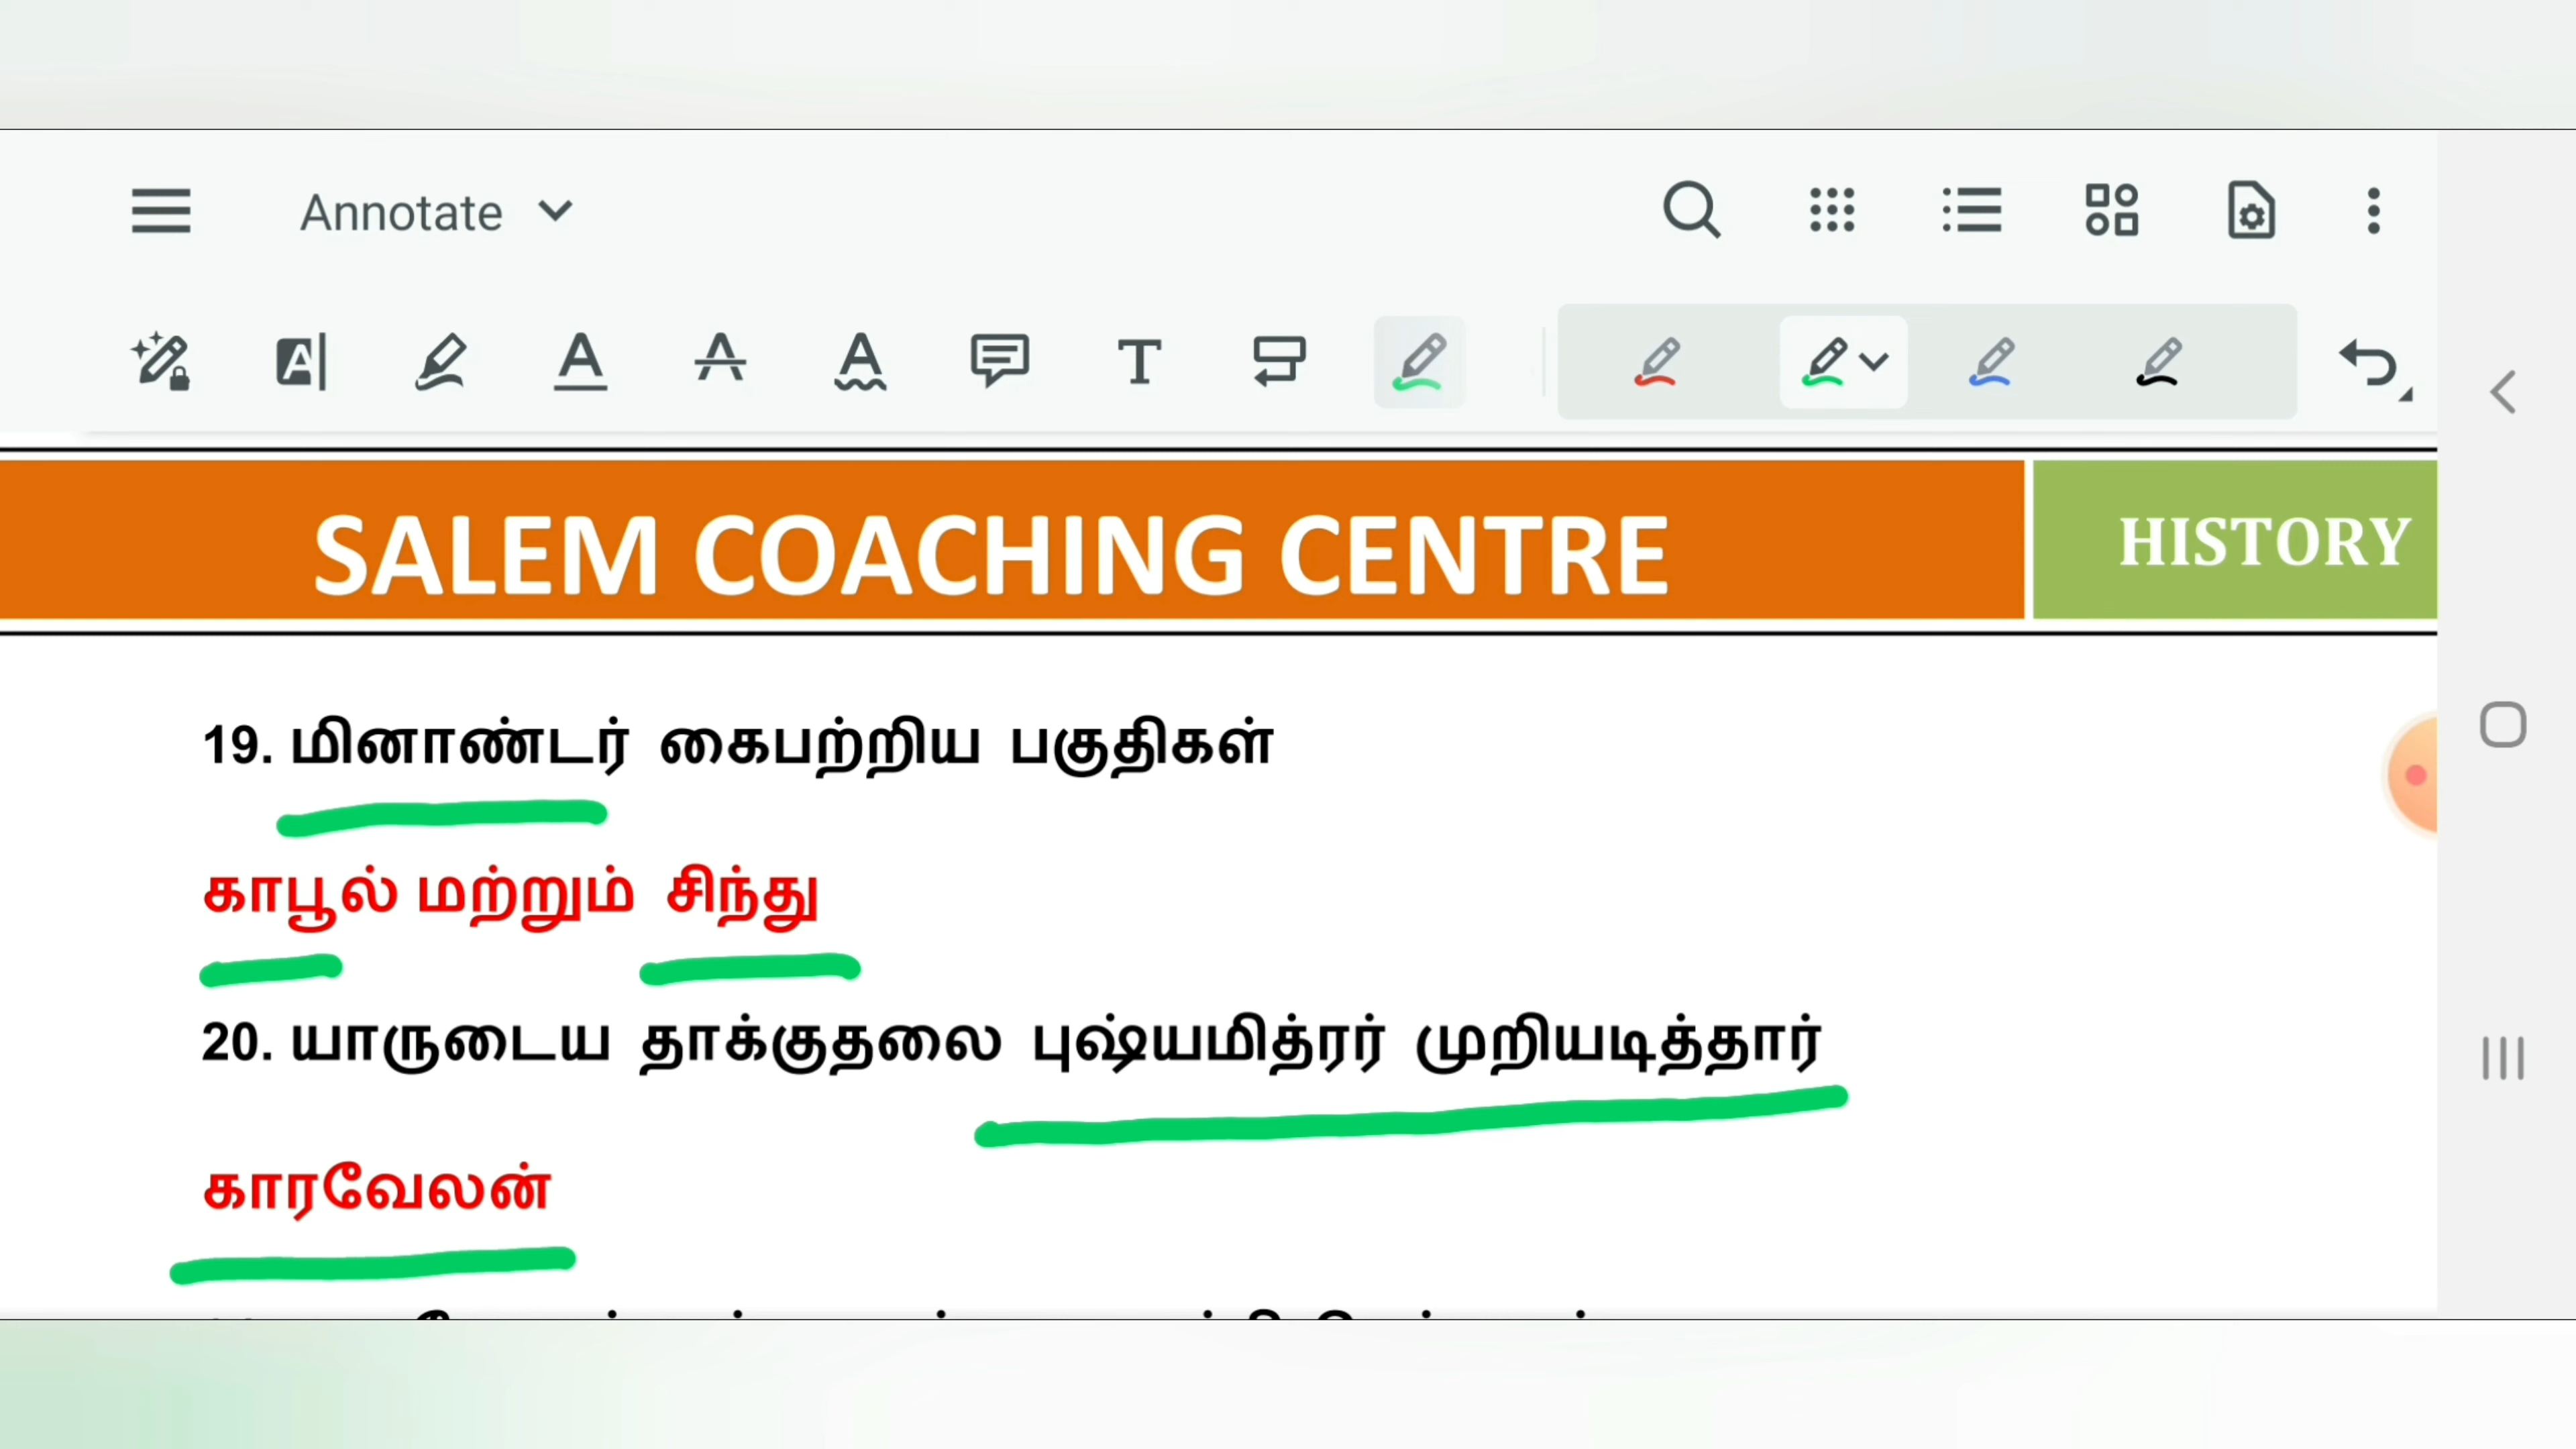 Annotate
SALEM COACHING CENTRE
HISTORY
19. மினாண்டர் கைபற்றிய பகுதிகள்
காபூல் மற்றும் சிந்து
20. யாருடைய தாக்குதலை புஷ்யமித்ரர் முறியடித்தார்
காரவேலன்